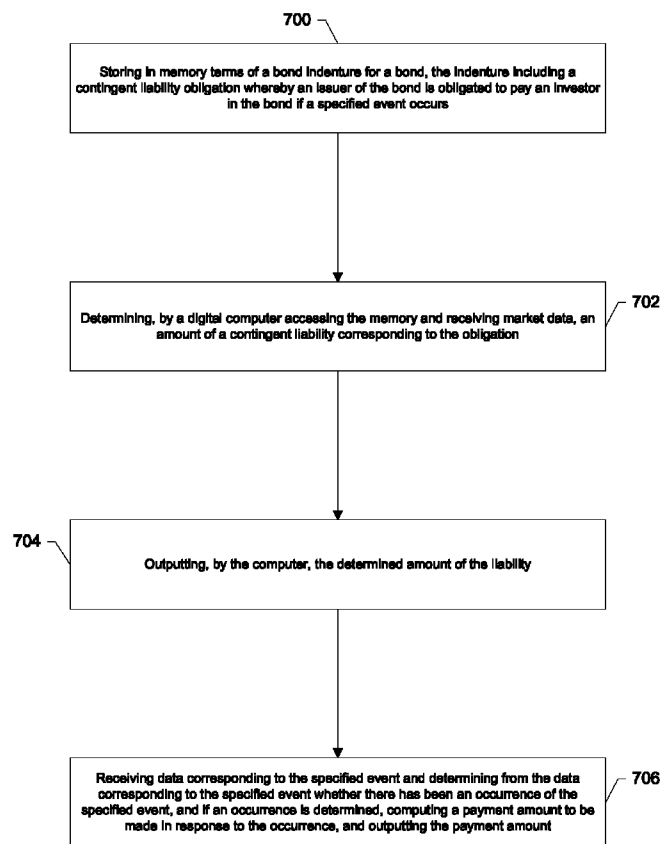 700
Storing in memory terms of a bond indenture for a bond, the indenture including a
contingent liability obligation whereby an issuer of the bond is obligated to pay an investor
in the bond if a specified event occurs
702
Determining, by a digital computer accessing the memory and receiving market data, an
amount of a contingent liability corresponding to the obligation
704
Outputting, by the computer, the determined amount of the liability
706
Receiving data corresponding to the specified event and determining from the data
corresponding to the specified event whether there has been an occurrence of the
specified event, and if an occurrence is determined, computing a payment amount to be
made in response to the occurrence, and outputting the payment amount